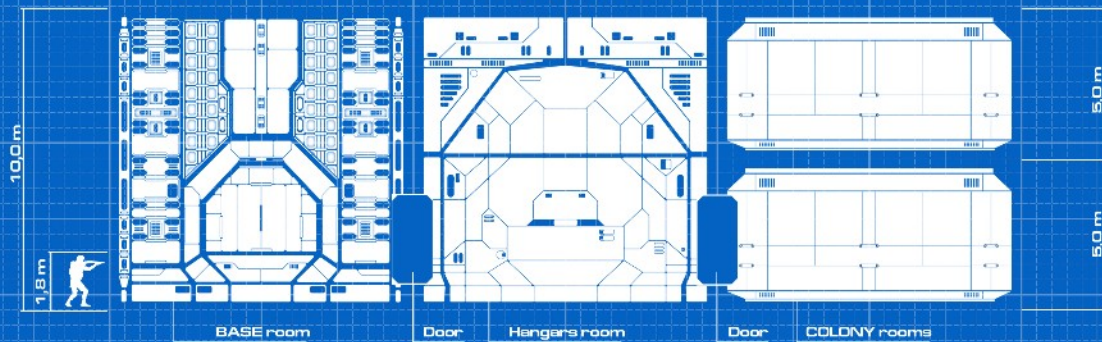 10,0 m
1,8 m
5,0 m
5,0 m
BASE room
Door
Hangars room
Door
COLONY rooms